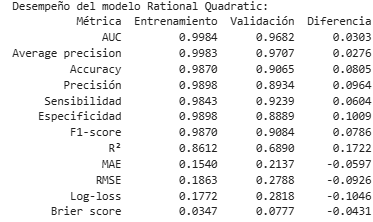 Desempeño del modelo Rational Quadratic:
Métrica Entrenamiento Validación Diferencia
AUC 0.9984 0.9682 0.0303
Average precision 0.9983 0.9707 0.0276
Accuracy 0.9870 0.9065 0.0805
Precisión 0.9898 0.8934 0.0964
Sensibilidad 0.9843 0.9239 0.0604
Especificidad 0.9898 0.8889 0.1009
F1-score 0.9870 0.9084 0.0786
R² 0.8612 0.6890 0.1722
MAE 0.1540 0.2137 -0.0597
RMSE 0.1863 0.2788 -0.0926
Log-loss 0.1772 0.2818 -0.1046
Brier score 0.0347 0.0777 -0.0431